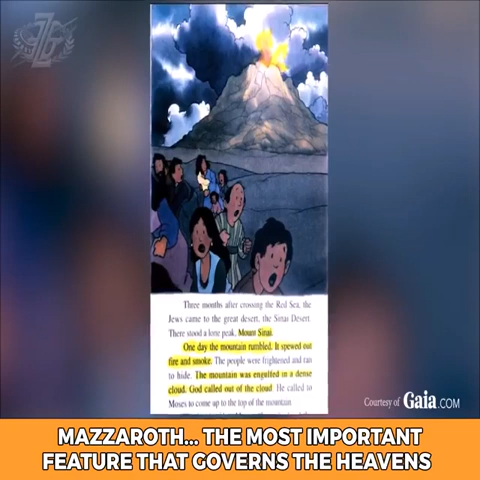 Three months after crossing the Red Sea, the
Jews came to the great desert, the Sinai Desert.
There stood a lone peak, Mount Sinai.
One day the mountain rumbled. It spewed out
fire and smoke. The people were frightened and ran
to hide. The mountain was engulfed in a dense
cloud. God called out of the cloud. He called to
Moses to come up to the top of the mountain.
Courtesy of Gaia.COM
MAZZAROTH... THE MOST IMPORTANT
FEATURE THAT GOVERNS THE HEAVENS